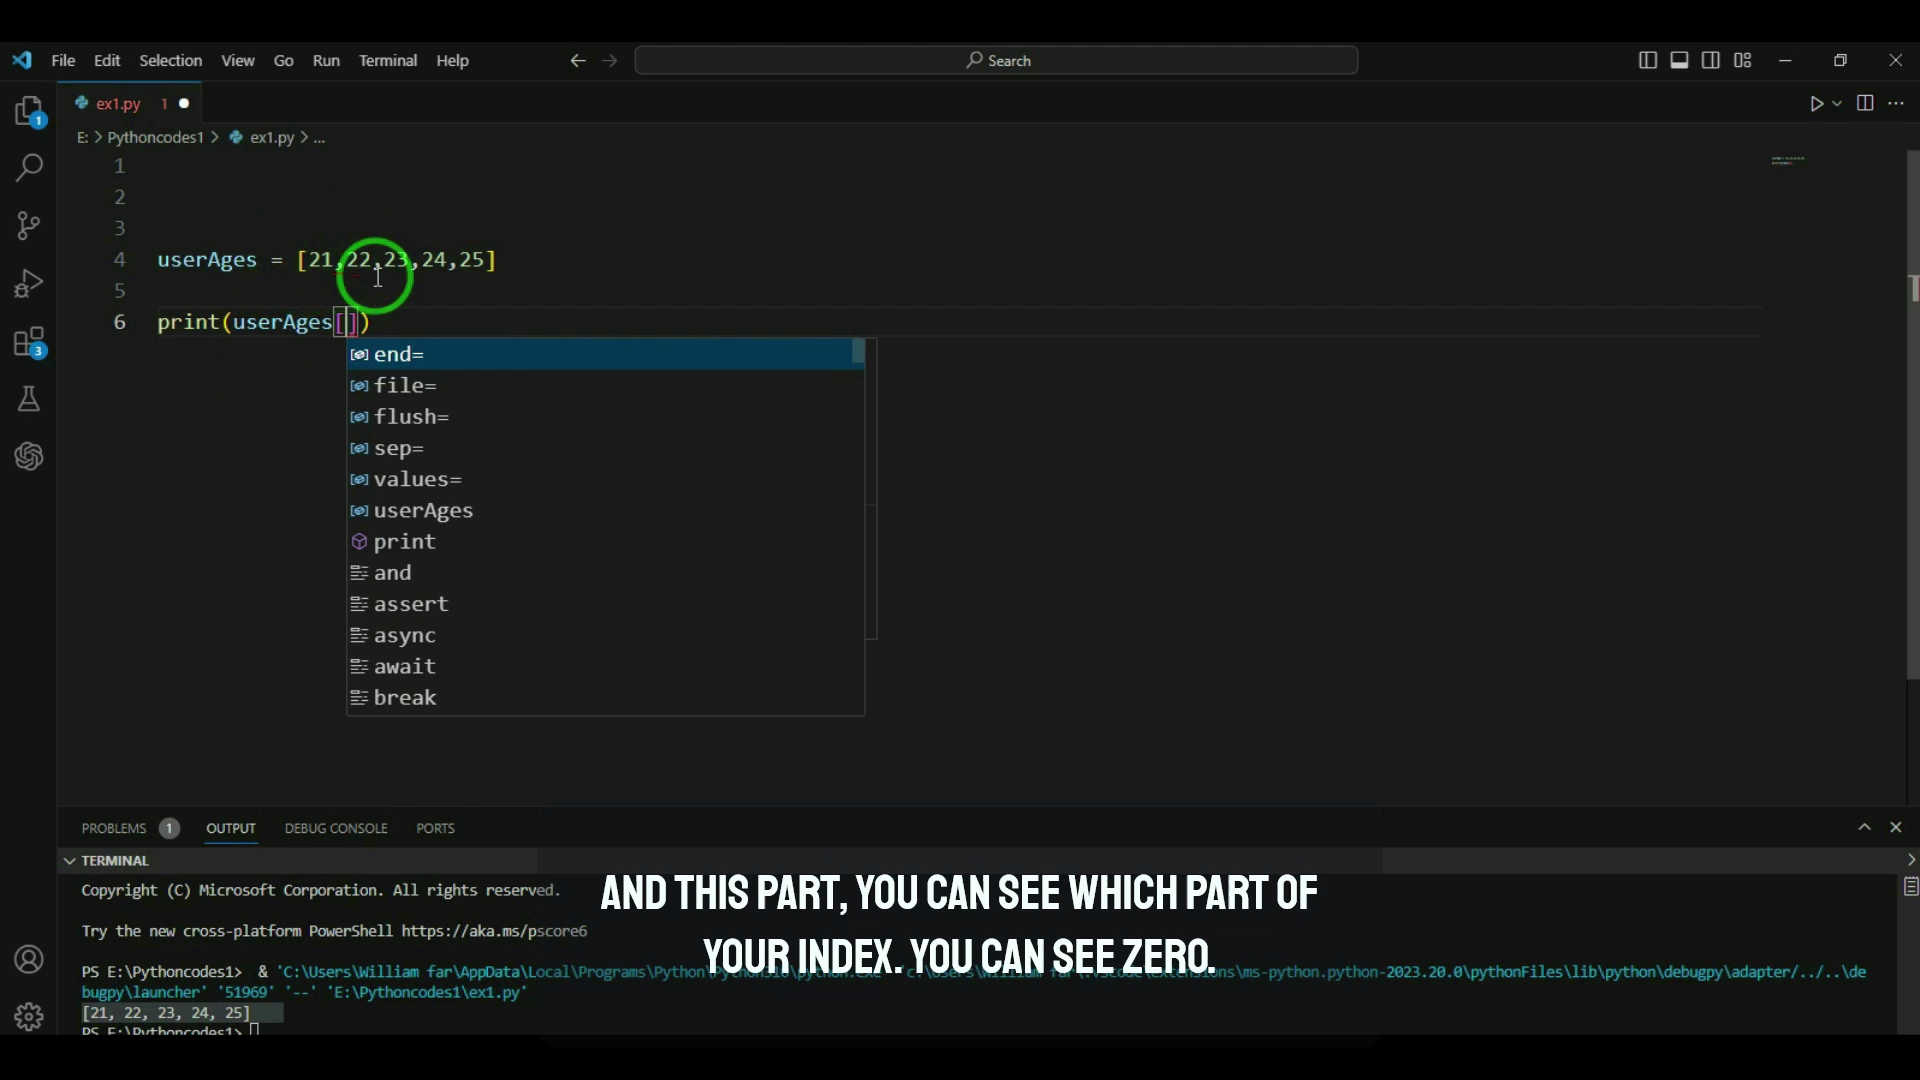 File Edit Selection View Go Run Terminal Help
Search
ex1.py 1
E: > Pythoncodes1 > ex1.py > ...
1
2
3
4 userAges = [21,22,23,24,25]
5
6 print(userAges[])
end=
file=
flush=
sep=
values=
userAges
print
and
assert
async
await
break
1
3
PROBLEMS 1 OUTPUT DEBUG CONSOLE PORTS
TERMINAL
Copyright (C) Microsoft Corporation. All rights reserved.
Try the new cross-platform PowerShell https://aka.ms/pscore6
PS E:\Pythoncodes1> & 'C:\Users\William far\AppData\Local\Programs\Python\
far\ \ms-python.python-2023.20.0\pythonFiles\lib\python\debugpy\adapter/../..\de
bugpy\launcher' '51969' '--' 'E:\Pythoncodes1\ex1.py'
[21, 22, 23, 24, 25]
PS E:\Pythoncodes1>
AND THIS PART, YOU CAN SEE WHICH PART OF
YOUR INDEX. YOU CAN SEE ZERO.